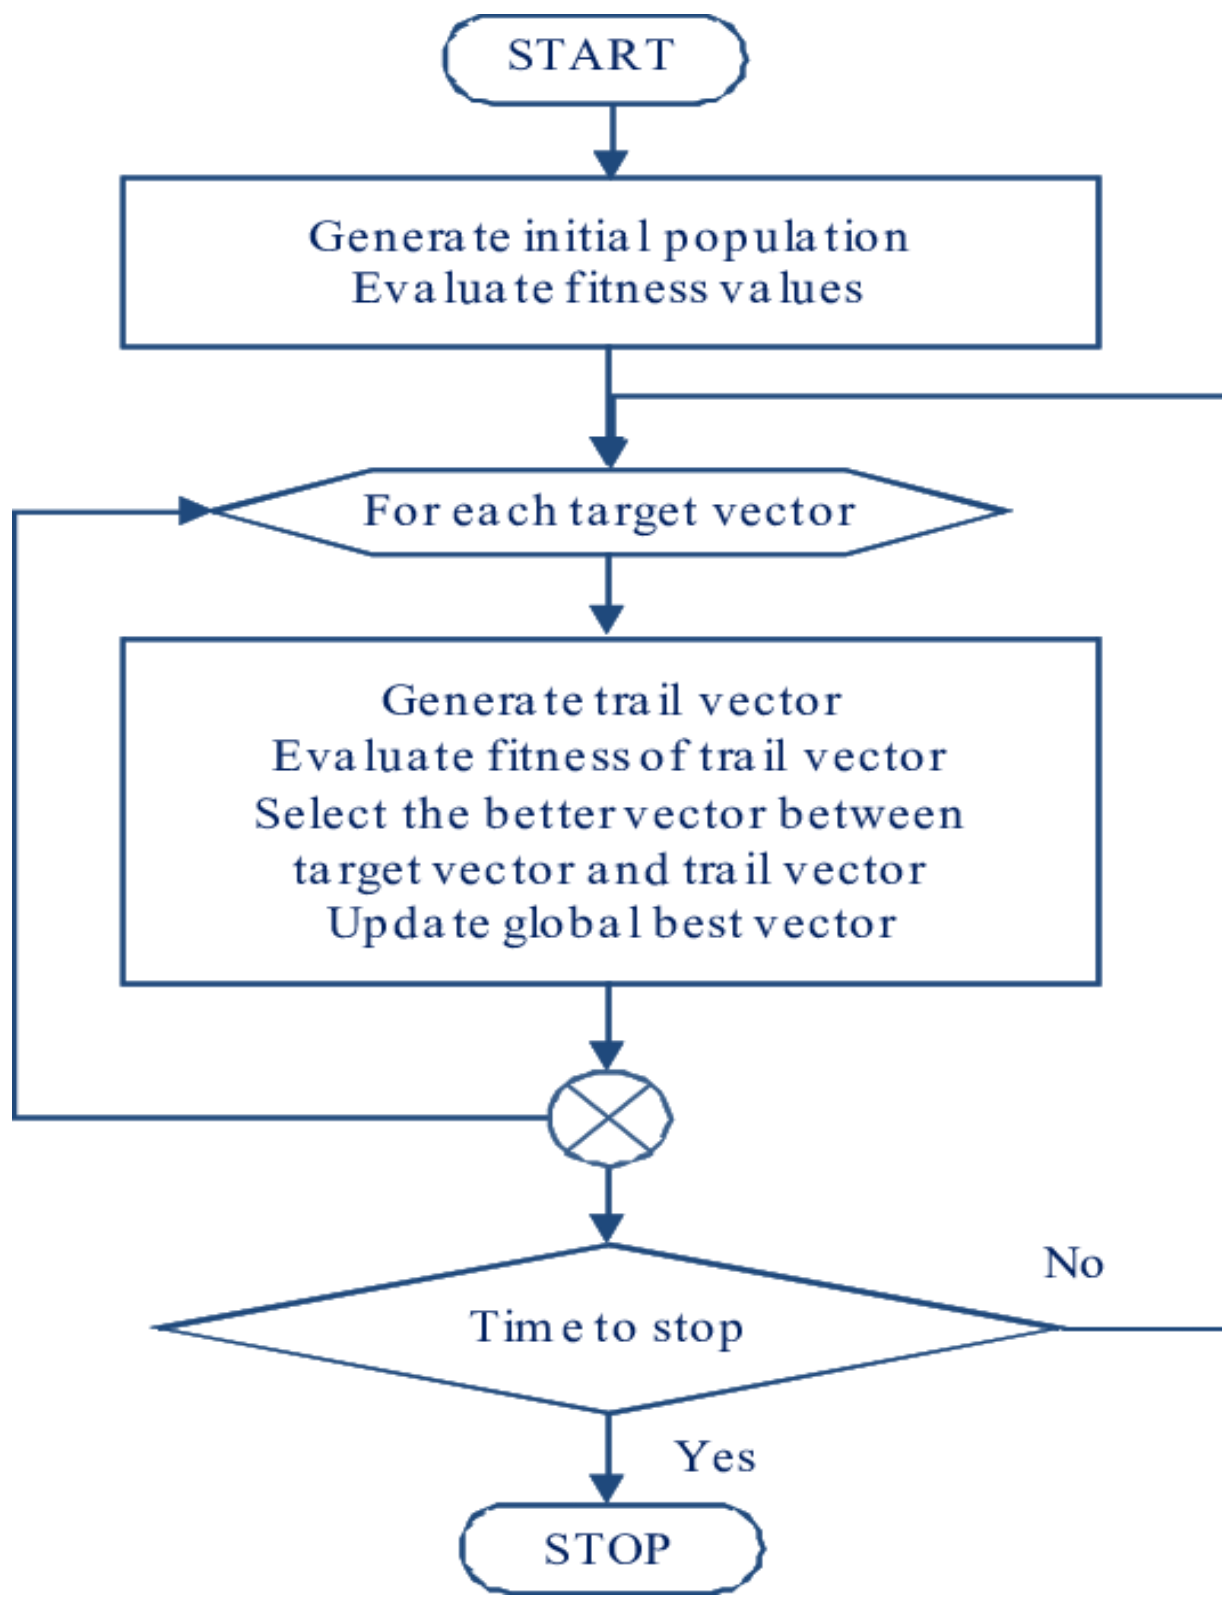 START
Generate initial population
Evaluate fitness values
For each target vector
Generate trail vector
Evaluate fitness of trail vector
Select the better vector between
target vector and trail vector
Update global best vector
No
Time to stop
Yes
STOP